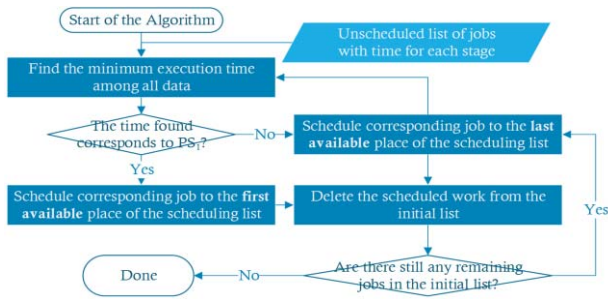 Start of the Algorithm
Unscheduled list of jobs
with time for each stage
Find the minimum execution time
among all data
The time found
corresponds to PS₁?
No
Schedule corresponding job to the last
available place of the scheduling list
Yes
Schedule corresponding job to the first
available place of the scheduling list
Delete the scheduled work from the
initial list
Yes
Are there still any remaining
jobs in the initial list?
No
Done